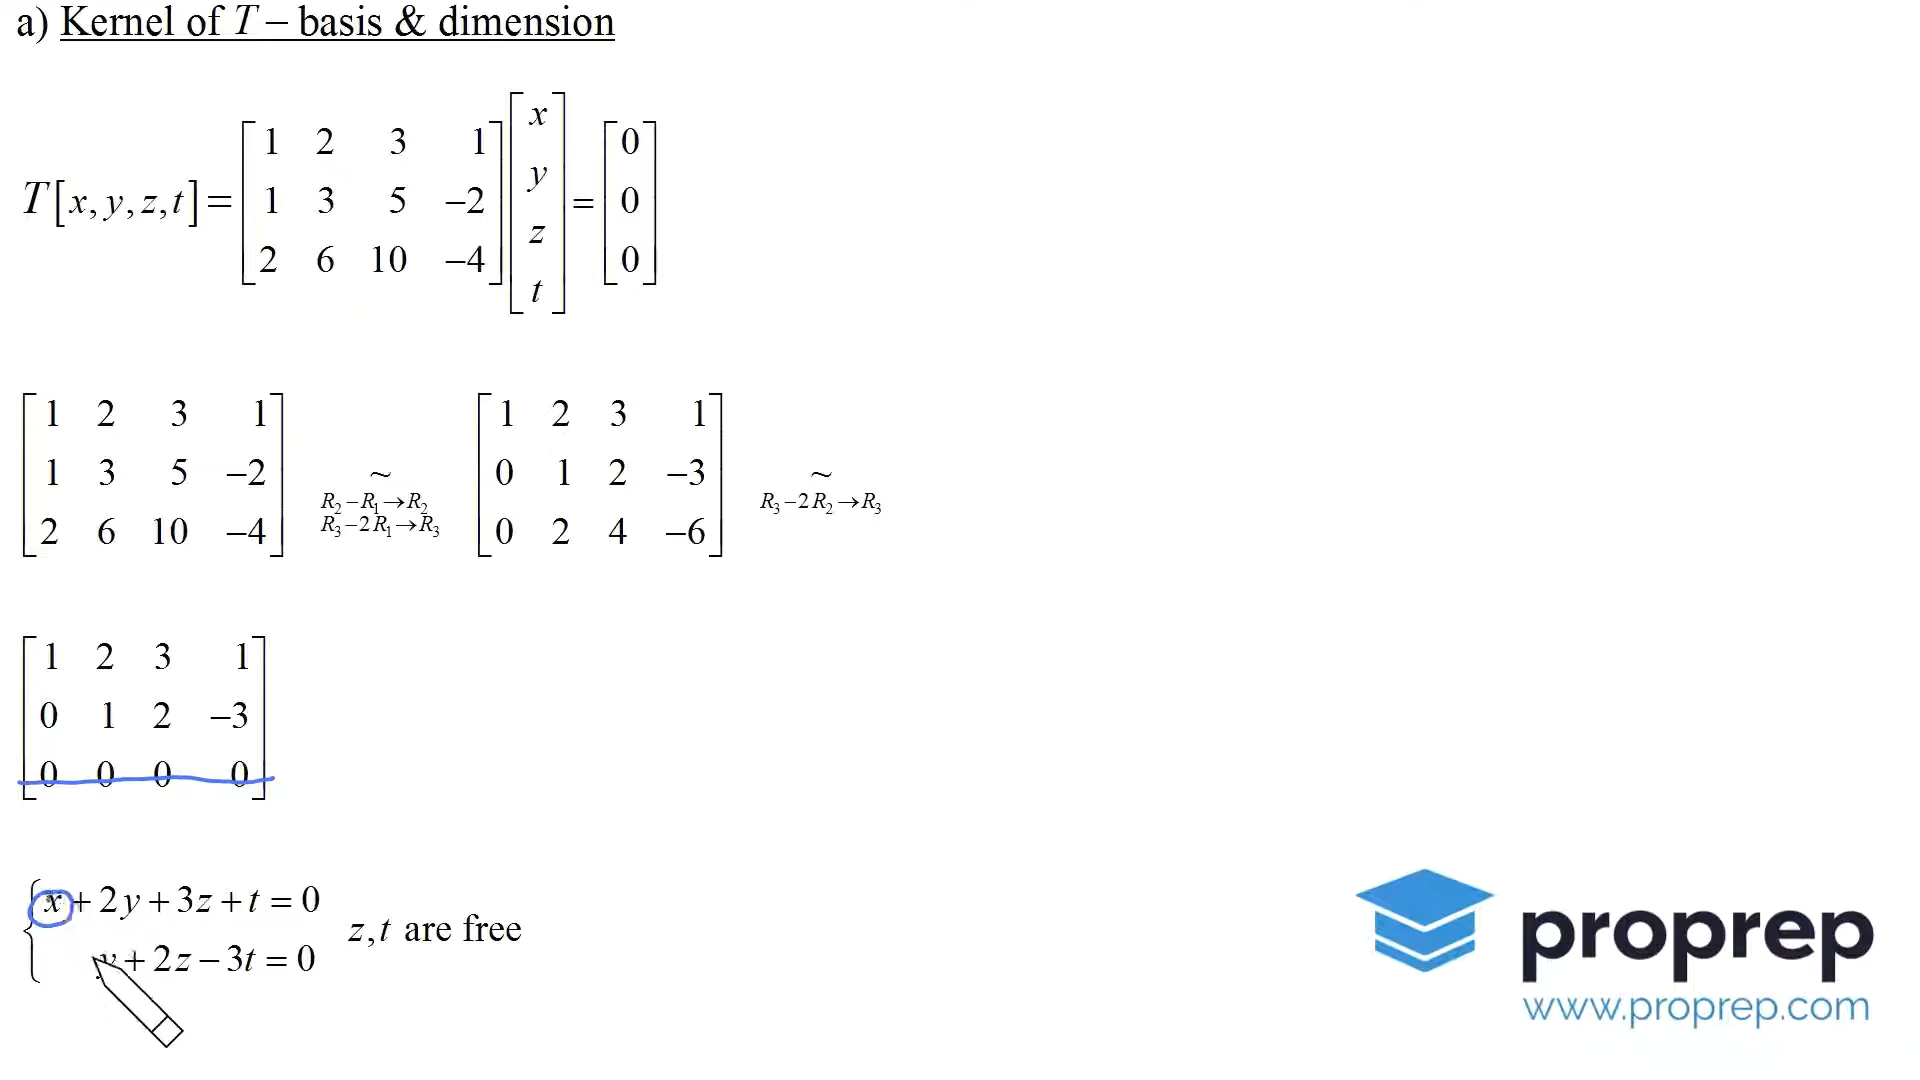 a) Kernel of T – basis & dimension
T[x, y, z, t] = [1 2 3 1; 1 3 5 −2; 2 6 10 −4] [x; y; z; t] = [0; 0; 0]
[1 2 3 1; 1 3 5 −2; 2 6 10 −4] ~ R₂−R₁→R₂ R₃−2R₁→R₃ [1 2 3 1; 0 1 2 −3; 0 2 4 −6] ~ R₃−2R₂→R₃
[1 2 3 1; 0 1 2 −3; 0 0 0 0]
x + 2y + 3z + t = 0
y + 2z − 3t = 0
z, t are free
proprep
www.proprep.com